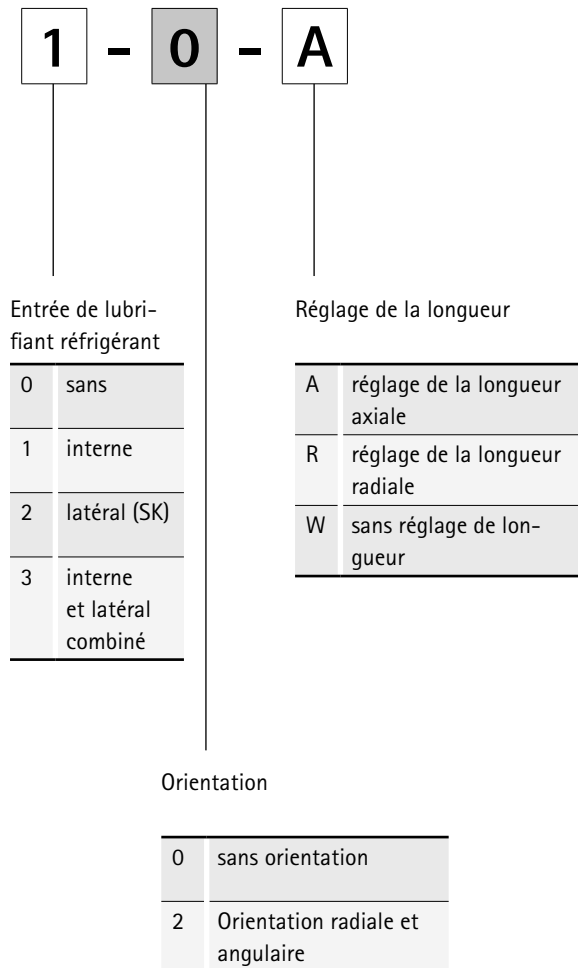 1 - 0 - A
Entrée de lubri-
fiant réfrigérant
0 sans
1 interne
2 latéral (SK)
3 interne
et latéral
combiné
Réglage de la longueur
A réglage de la longueur
axiale
R réglage de la longueur
radiale
W sans réglage de lon-
gueur
Orientation
0 sans orientation
2 Orientation radiale et
angulaire